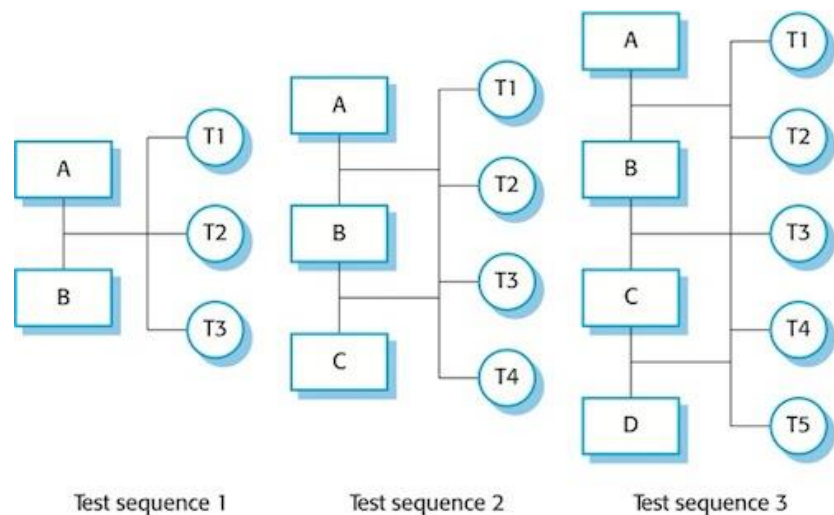 A
B
T1
T2
T3
Test sequence 1
A
B
C
T1
T2
T3
T4
Test sequence 2
A
B
C
D
T1
T2
T3
T4
T5
Test sequence 3